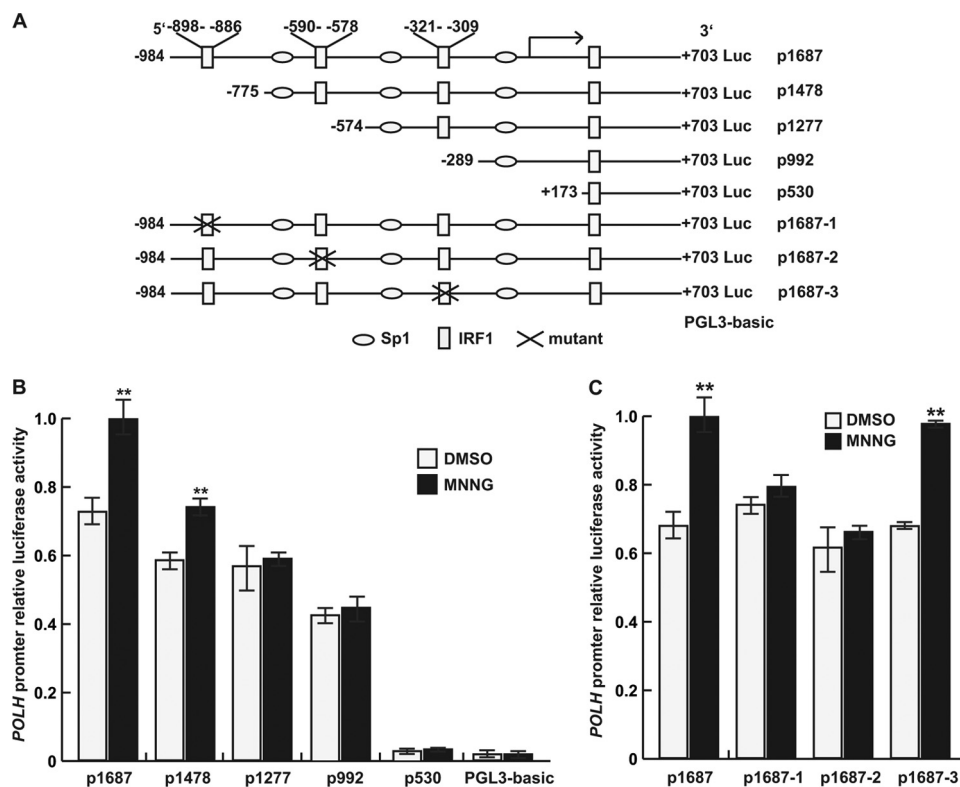 A
5‘ -898- -886 -590- -578 -321- -309 3‘
-984 +703 Luc p1687
-775 +703 Luc p1478
-574 +703 Luc p1277
-289 +703 Luc p992
+173 +703 Luc p530
-984 +703 Luc p1687-1
-984 +703 Luc p1687-2
-984 +703 Luc p1687-3
PGL3-basic
Sp1 IRF1 mutant
B
POLH promter relative luciferase activity
1.0
0.8
0.6
0.4
0.2
0
**
**
DMSO
MNNG
p1687 p1478 p1277 p992 p530 PGL3-basic
C
POLH promter relative luciferase activity
1.0
0.8
0.6
0.4
0.2
0
**
**
DMSO
MNNG
p1687 p1687-1 p1687-2 p1687-3